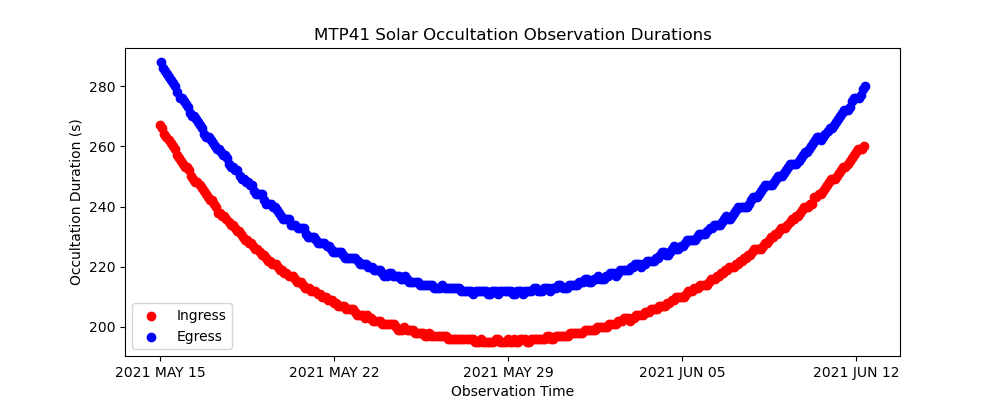 MTP41 Solar Occultation Observation Durations
Occultation Duration (s)
280
260
240
220
200
Ingress
Egress
2021 MAY 15
2021 MAY 22
2021 MAY 29
2021 JUN 05
2021 JUN 12
Observation Time